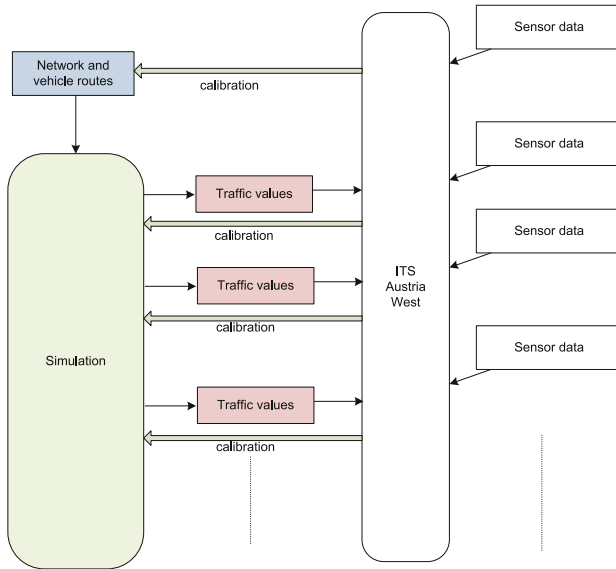 Sensor data
Network and
vehicle routes
calibration
Sensor data
Traffic values
calibration
Sensor data
Traffic values
ITS
Austria
West
calibration
Simulation
Sensor data
Traffic values
calibration